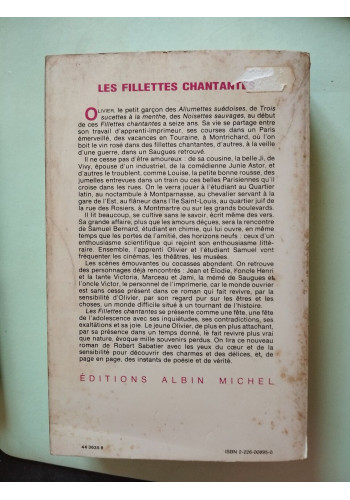 LES FILLETTES CHANTANTE
OLIVIER, le petit garçon des Allumettes suédoises, de Trois
sucettes à la menthe, des Noisettes sauvages, au début
de ces Fillettes chantantes a seize ans. Sa vie se partage entre
son travail d'apprenti-imprimeur, ses courses dans un Paris
émerveillé, des vacances en Touraine, à Montrichard, où l'on
boit le vin rosé dans des fillettes chantantes, d'autres, à la veille
d'une guerre, dans un Saugues retrouvé.
Il ne cesse pas d'être amoureux : de sa cousine, la belle Ji, de
Vivy, épouse d'un industriel, de la comédienne Junie Astor, et
d'autres le troublent, comme Louise, la petite bonne rousse, des
jumelles entrevues dans un train ou ces belles Parisiennes qu'il
croise dans les rues. On le verra jouer à l'étudiant au Quartier
latin, au noctambule à Montparnasse, au chevalier servant à la
gare de l'Est, au flâneur dans l'île Saint-Louis, au quartier juif de
la rue des Rosiers, à Montmartre ou sur les grands boulevards.
Il lit beaucoup, se cultive sans le savoir, écrit même des vers.
Sa grande affaire, plus que les amours déçues, sera la rencontre
de Samuel Bernard, étudiant en chimie, qui lui ouvre, en même
temps que les portes de l'amitié, des horizons neufs : ceux d'un
enthousiasme scientifique qui rejoint son enthousiasme litté-
raire. Ensemble, l'apprenti Olivier et l'étudiant Samuel vont
fréquenter les cinémas, les théâtres, les musées.
Les scènes émouvantes ou cocasses abondent. On retrouve
des personnages déjà rencontrés : Jean et Élodie, l'oncle Henri
et la tante Victoria, Marceau et Jami, la mémé de Saugues et
l'oncle Victor, le personnel de l'imprimerie, car le monde ouvrier
est sans cesse présent dans ce roman qui fait revivre, par la
sensibilité d'Olivier, par son regard pur sur les êtres et les
choses, un monde difficile situé à un tournant de l'histoire.
Les Fillettes chantantes se présente comme une fête, une fête
de l'adolescence avec ses inquiétudes, ses contradictions, ses
exaltations et sa joie. Le jeune Olivier, de plus en plus attachant,
par sa présence dans un temps donné, le fait revivre plus vrai
que nature, évoque mille souvenirs perdus. On lira ce nouveau
roman de Robert Sabatier avec les yeux du cœur et de la
sensibilité pour découvrir des charmes et des délices, et, de
page en page, des instants de poésie et de vérité.
ÉDITIONS ALBIN MICHEL